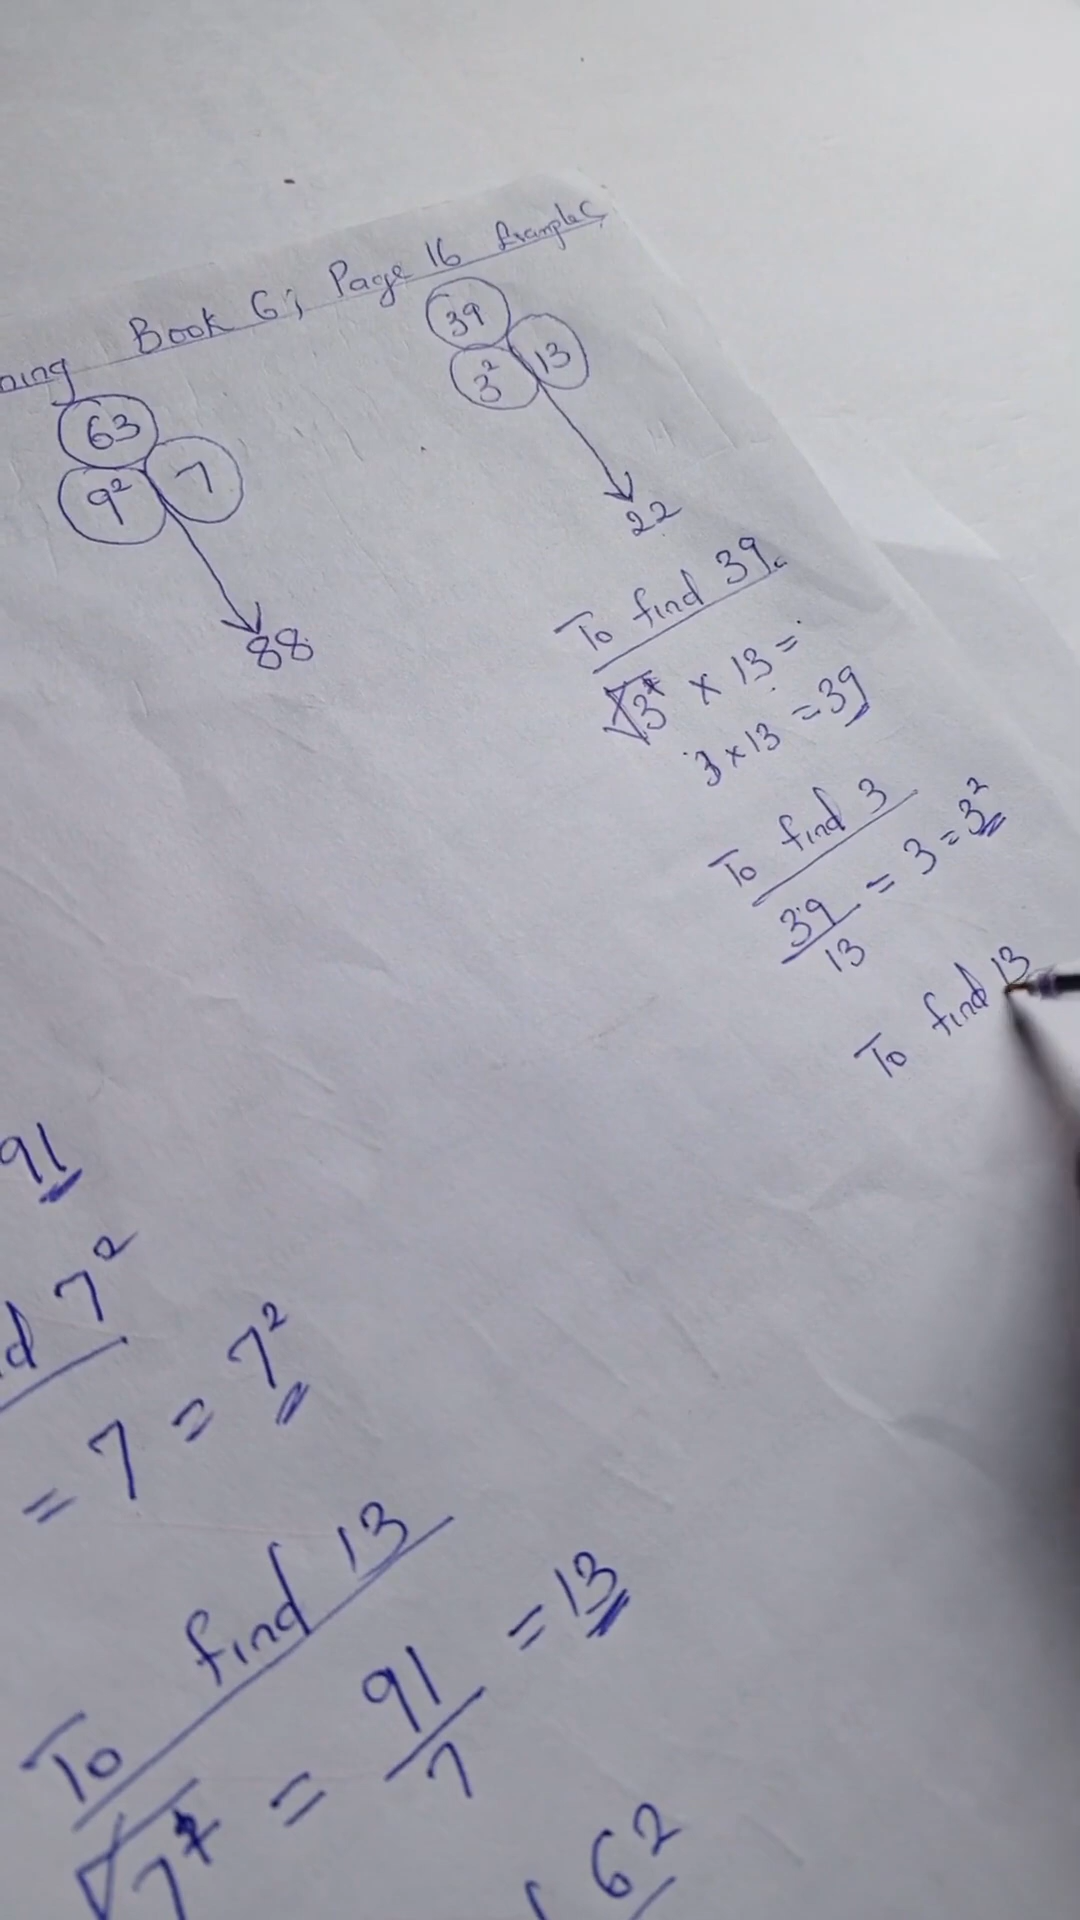 Book 6; Page 16 Example C
63
9² 7
88
39
3² 13
22
To find 39
√3² × 13 =
3 × 13 = 39
To find 3
39/13 = 3 = 3²
To find 13
91
7²
= 7 = 7²
To find 13
√7² = 91/7 = 13
62